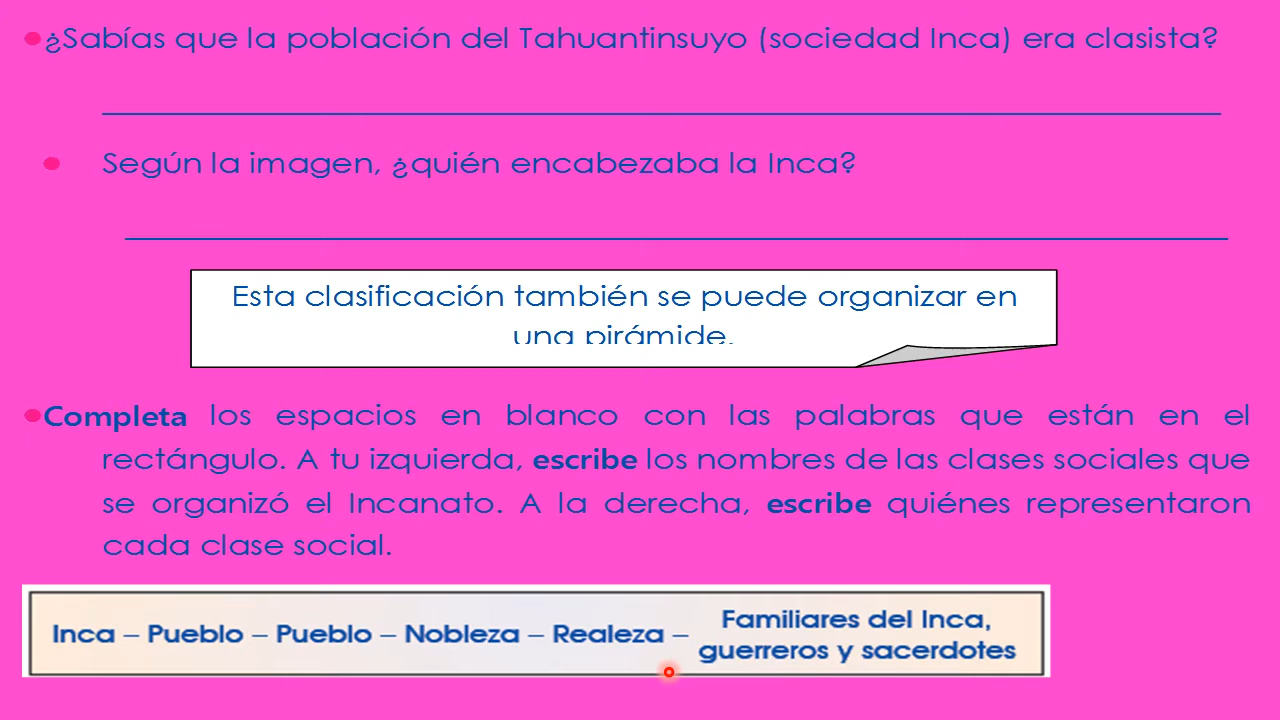 ¿Sabías que la población del Tahuantinsuyo (sociedad Inca) era clasista?
Según la imagen, ¿quién encabezaba la Inca?
Esta clasificación también se puede organizar en
una pirámide.
Completa los espacios en blanco con las palabras que están en el
rectángulo. A tu izquierda, escribe los nombres de las clases sociales que
se organizó el Incanato. A la derecha, escribe quiénes representaron
cada clase social.
Inca – Pueblo – Pueblo – Nobleza – Realeza – Familiares del Inca,
guerreros y sacerdotes